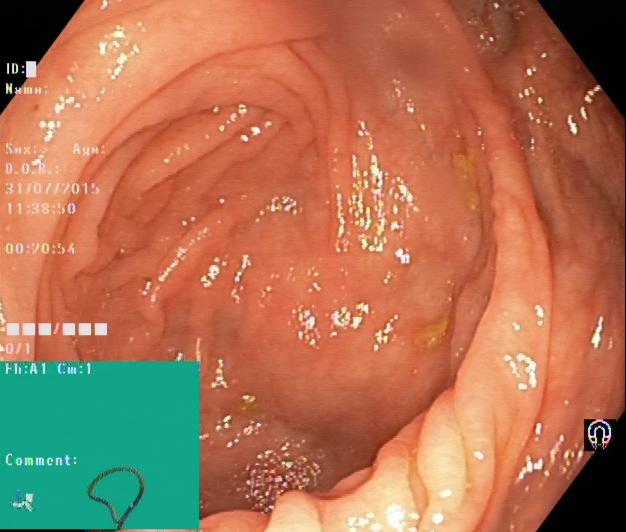 ID:
Name:
Sex: Age:
D.O.B.:
31/07/2015
11:38:50
00:20:54
■■■/■■■
0/1
Eh:A1 Cm:1
Comment: